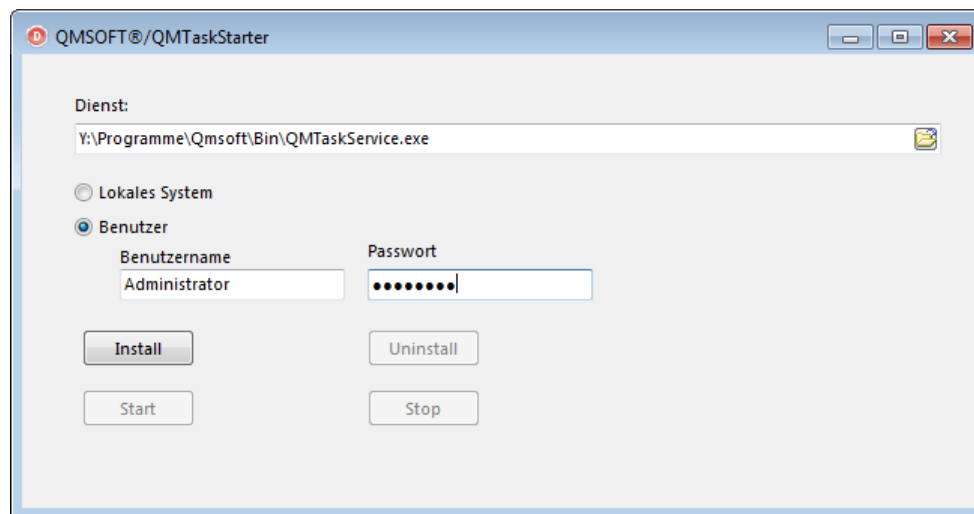 QMSOFT®/QMTaskStarter
Dienst:
Y:\Programme\Qmsoft\Bin\QMTaskService.exe
Lokales System
Benutzer
Benutzername Passwort
Administrator ●●●●●●●●
Install Uninstall
Start Stop